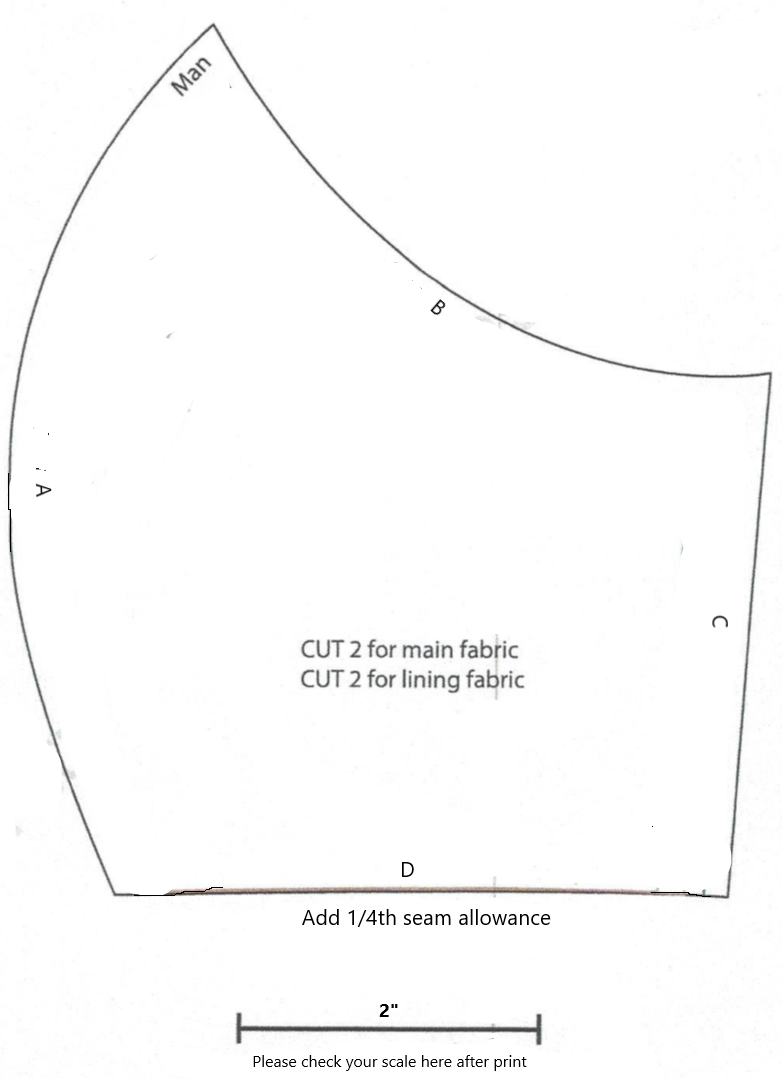 Man
B
A
C
CUT 2 for main fabric
CUT 2 for lining fabric
D
Add 1/4th seam allowance
2"
Please check your scale here after print